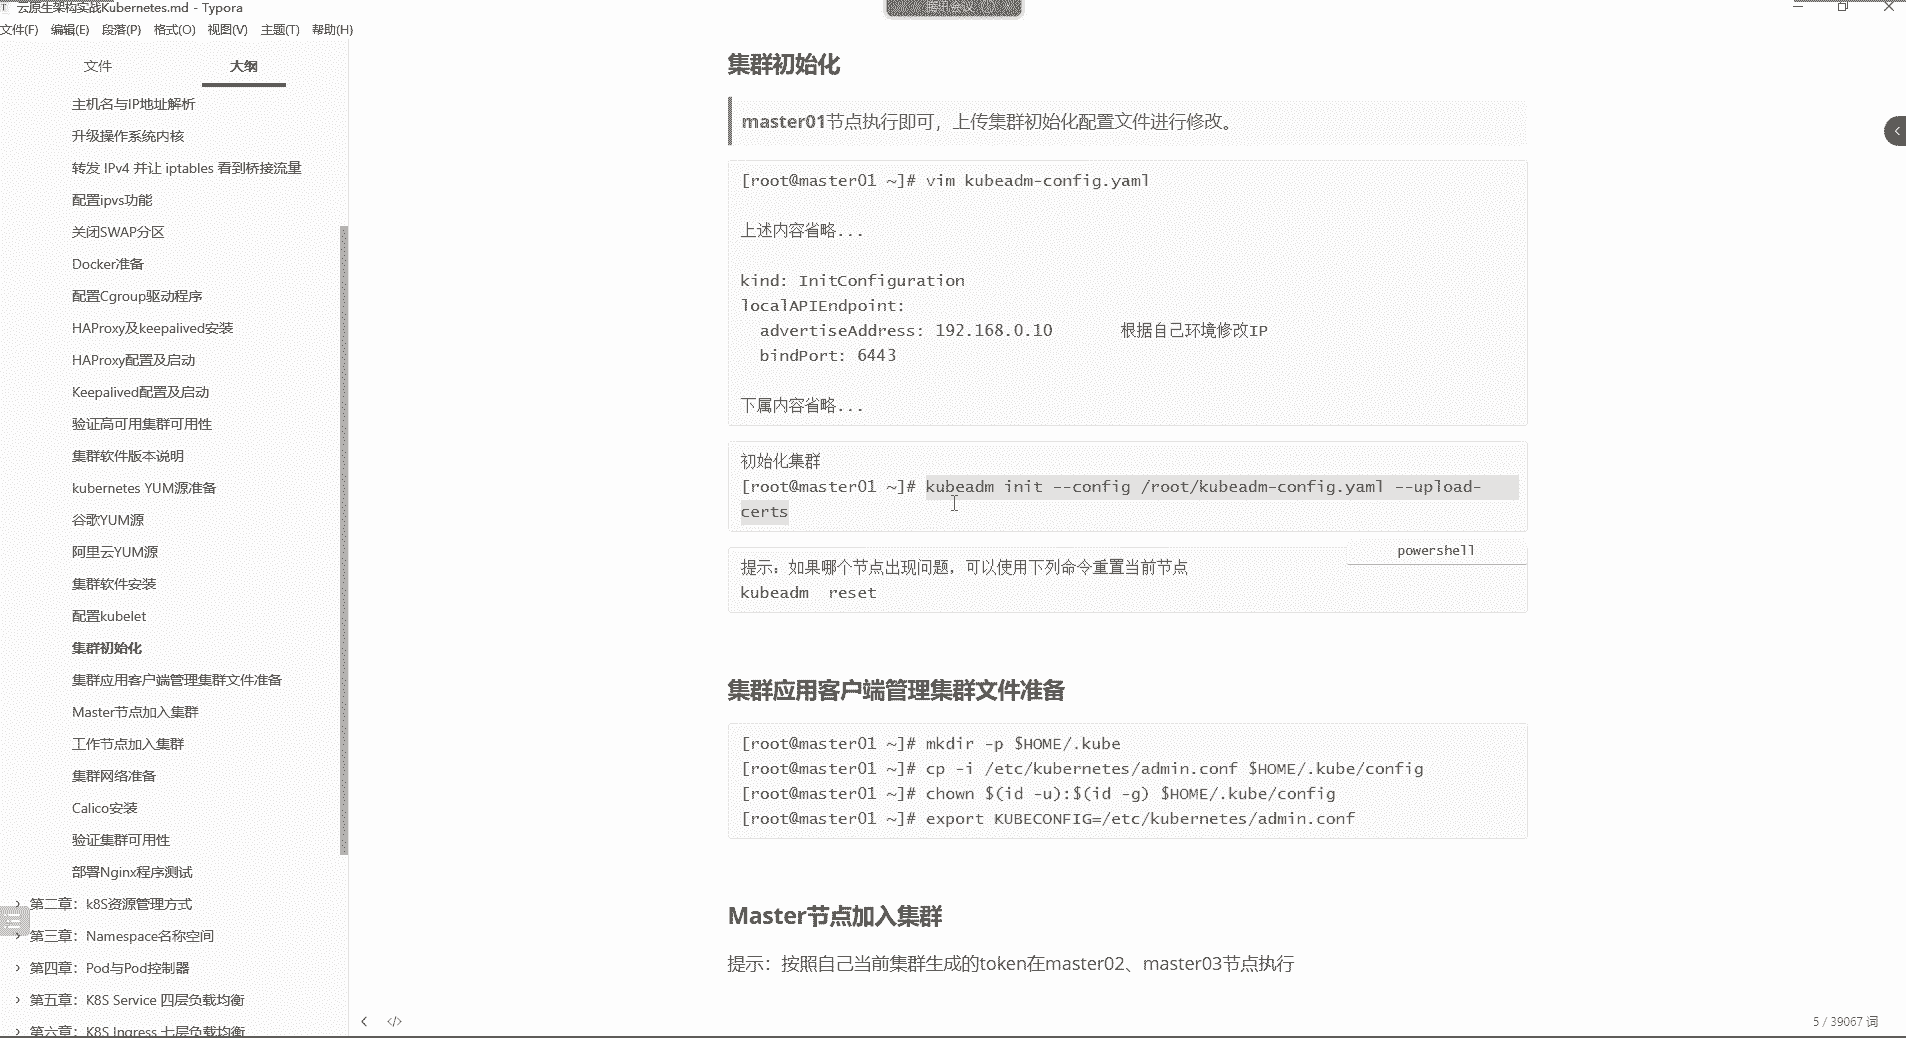 云原生架构实战Kubernetes.md - Typora
腾讯会议
文件(F) 编辑(E) 段落(P) 格式(O) 视图(V) 主题(T) 帮助(H)
文件 大纲
主机名与IP地址解析
升级操作系统内核
转发 IPv4 并让 iptables 看到桥接流量
配置ipvs功能
关闭SWAP分区
Docker准备
配置Cgroup驱动程序
HAProxy及keepalived安装
HAProxy配置及启动
Keepalived配置及启动
验证高可用集群可用性
集群软件版本说明
kubernetes YUM源准备
谷歌YUM源
阿里云YUM源
集群软件安装
配置kubelet
集群初始化
集群应用客户端管理集群文件准备
Master节点加入集群
工作节点加入集群
集群网络准备
Calico安装
验证集群可用性
部署Nginx程序测试
第二章：k8S资源管理方式
第三章：Namespace名称空间
第四章：Pod与Pod控制器
第五章：K8S Service 四层负载均衡
第六章：K8S Ingress 七层负载均衡
集群初始化
master01节点执行即可，上传集群初始化配置文件进行修改。
[root@master01 ~]# vim kubeadm-config.yaml
上述内容省略...
kind: InitConfiguration
localAPIEndpoint:
  advertiseAddress: 192.168.0.10 根据自己环境修改IP
  bindPort: 6443
下属内容省略...
初始化集群
[root@master01 ~]# kubeadm init --config /root/kubeadm-config.yaml --upload-
certs
powershell
提示：如果哪个节点出现问题，可以使用下列命令重置当前节点
kubeadm  reset
集群应用客户端管理集群文件准备
[root@master01 ~]# mkdir -p $HOME/.kube
[root@master01 ~]# cp -i /etc/kubernetes/admin.conf $HOME/.kube/config
[root@master01 ~]# chown $(id -u):$(id -g) $HOME/.kube/config
[root@master01 ~]# export KUBECONFIG=/etc/kubernetes/admin.conf
Master节点加入集群
提示：按照自己当前集群生成的token在master02、master03节点执行
5 / 39067 词